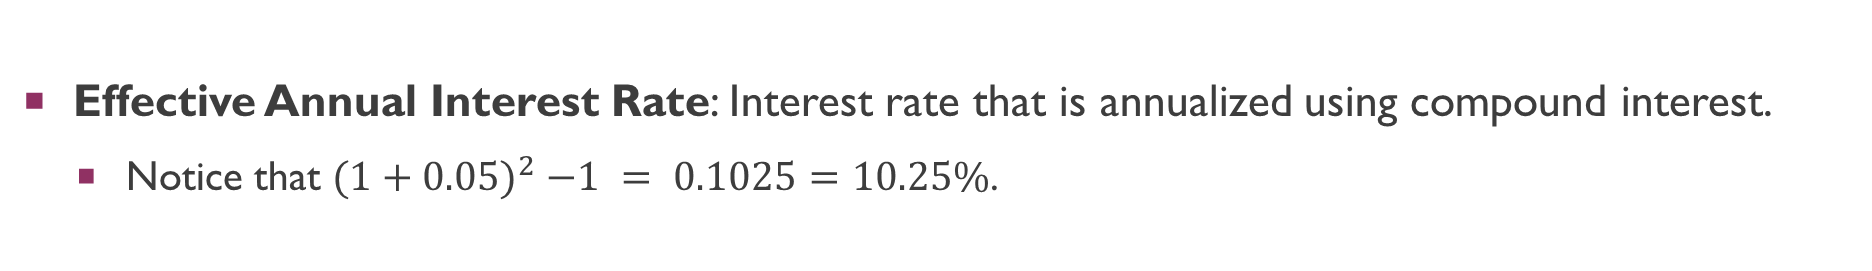 ▪ Effective Annual Interest Rate: Interest rate that is annualized using compound interest.
▪ Notice that (1 + 0.05)² −1 = 0.1025 = 10.25%.